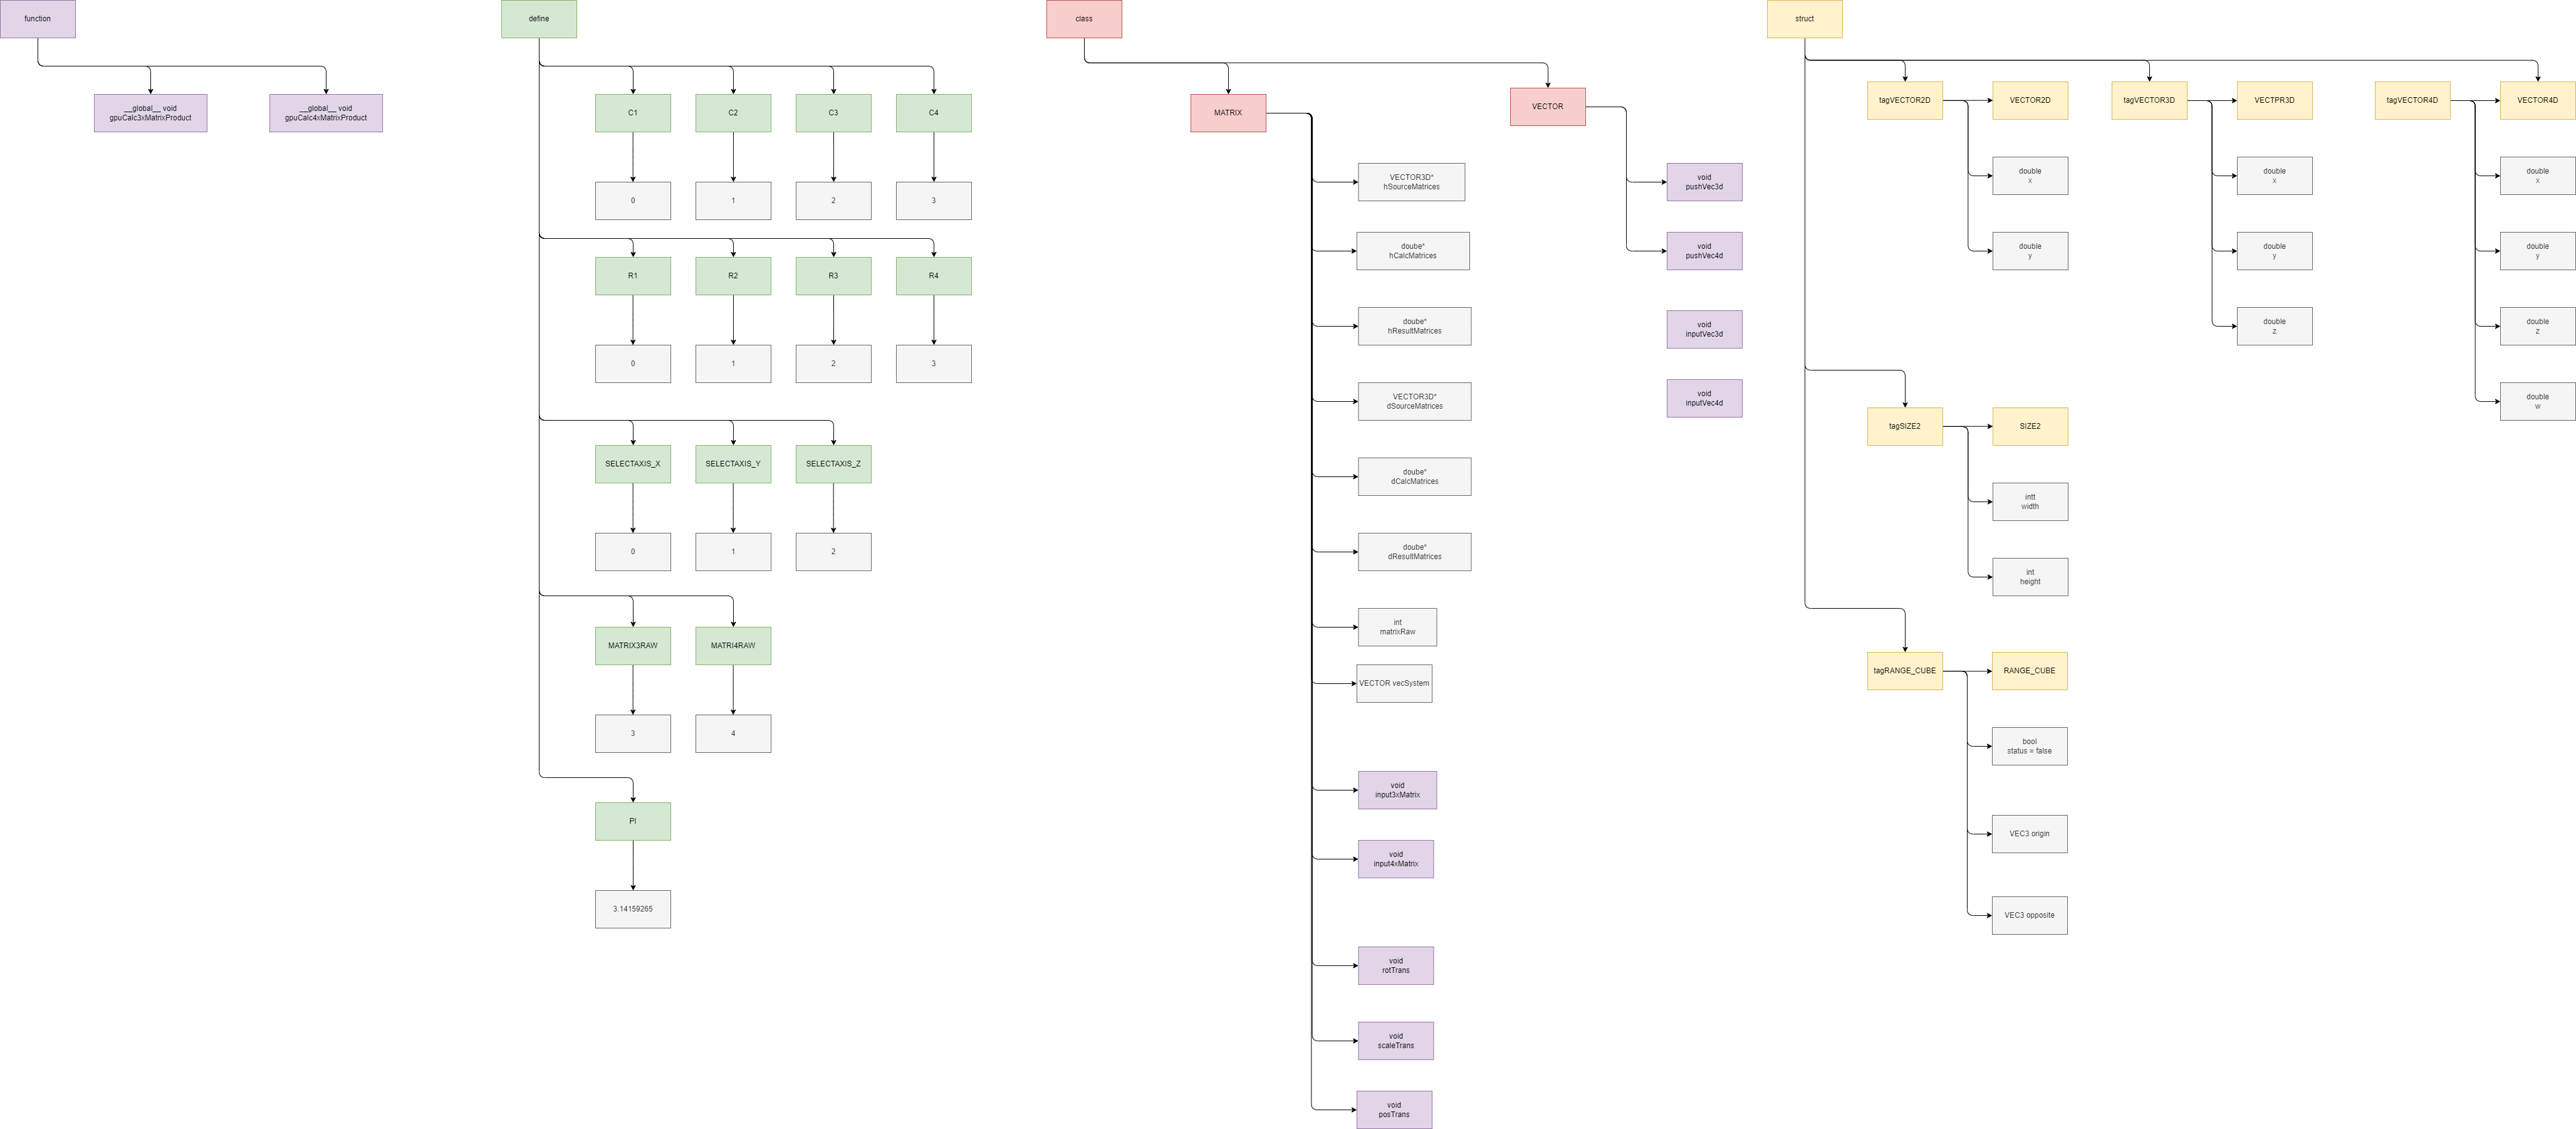 function
__global__ void
gpuCalc3xMatrixProduct
__global__ void
gpuCalc4xMatrixProduct
define
C1
C2
C3
C4
0
1
2
3
R1
R2
R3
R4
0
1
2
3
SELECTAXIS_X
SELECTAXIS_Y
SELECTAXIS_Z
0
1
2
MATRIX3RAW
MATRI4RAW
3
4
PI
3.14159265
class
MATRIX
VECTOR3D*
hSourceMatrices
doube*
hCalcMatrices
doube*
hResultMatrices
VECTOR3D*
dSourceMatrices
doube*
dCalcMatrices
doube*
dResultMatrices
int
matrixRaw
VECTOR vecSystem
void
input3xMatrix
void
input4xMatrix
void
rotTrans
void
scaleTrans
void
posTrans
VECTOR
void
pushVec3d
void
pushVec4d
void
inputVec3d
void
inputVec4d
struct
tagVECTOR2D
VECTOR2D
double
x
double
y
tagVECTOR3D
VECTPR3D
double
x
double
y
double
z
tagVECTOR4D
VECTOR4D
double
x
double
y
double
z
double
w
tagSIZE2
SIZE2
intt
width
int
height
tagRANGE_CUBE
RANGE_CUBE
bool
status = false
VEC3 origin
VEC3 opposite